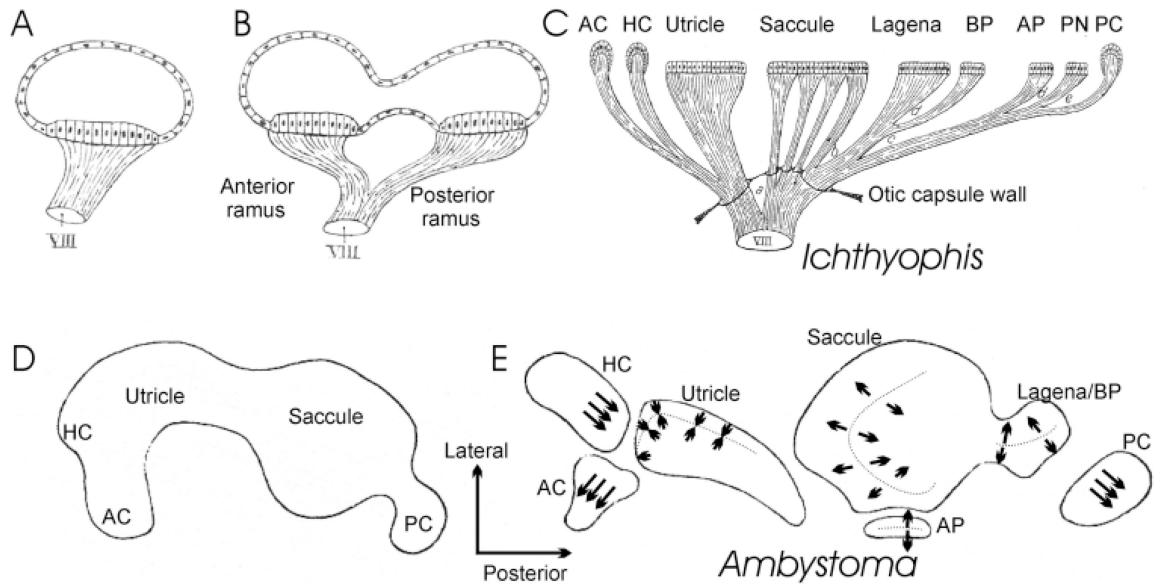 A
B
C
AC HC Utricle Saccule Lagena BP AP PN PC
Anterior
ramus
Posterior
ramus
Otic capsule wall
VIII
VIII
VIII
Ichthyophis
D
E
Saccule
HC
Utricle
Utricle
Lagena/BP
Saccule
HC
PC
Lateral
AC
AC
PC
AP
Posterior
Ambystoma